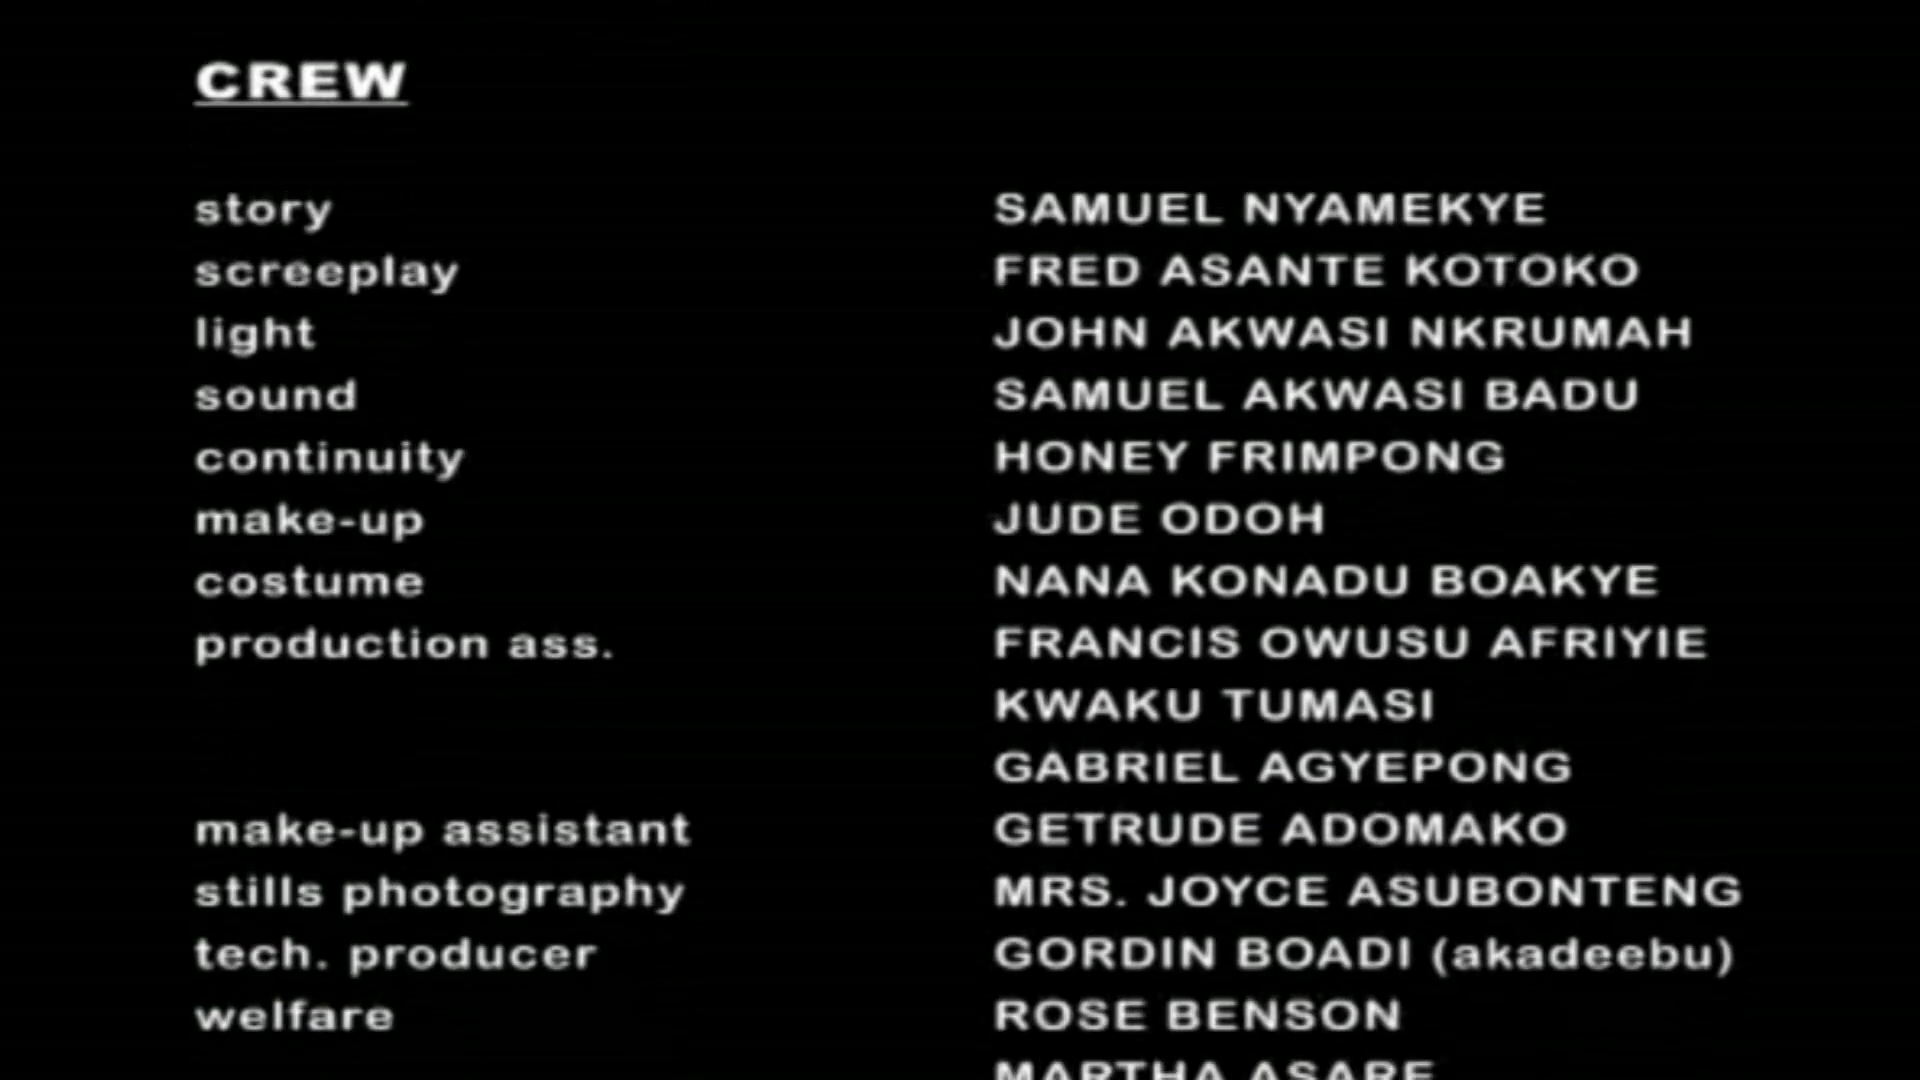 CREW
story SAMUEL NYAMEKYE
screeplay FRED ASANTE KOTOKO
light JOHN AKWASI NKRUMAH
sound SAMUEL AKWASI BADU
continuity HONEY FRIMPONG
make-up JUDE ODOH
costume NANA KONADU BOAKYE
production ass. FRANCIS OWUSU AFRIYIE
KWAKU TUMASI
GABRIEL AGYEPONG
make-up assistant GETRUDE ADOMAKO
stills photography MRS. JOYCE ASUBONTENG
tech. producer GORDIN BOADI (akadeebu)
welfare ROSE BENSON
MARTHA ASARE